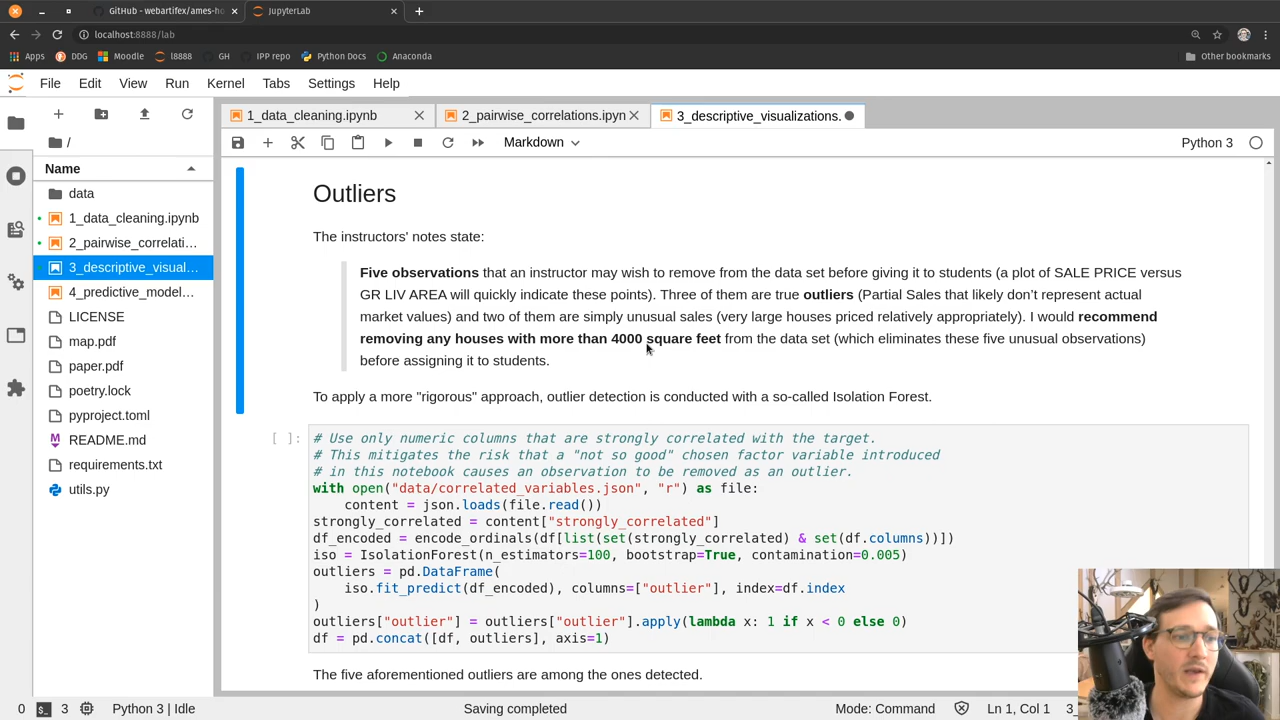 GitHub - webartifex/ames-ho
JupyterLab
localhost:8888/lab
Apps DDG Moodle l8888 GH IPP repo Python Docs Anaconda Other bookmarks
File Edit View Run Kernel Tabs Settings Help
1_data_cleaning.ipynb
2_pairwise_correlations.ipyn
3_descriptive_visualizations.
/
Markdown
Python 3
Name
data
1_data_cleaning.ipynb
2_pairwise_correlati…
3_descriptive_visual…
4_predictive_model…
LICENSE
map.pdf
paper.pdf
poetry.lock
pyproject.toml
README.md
requirements.txt
utils.py
Outliers
The instructors' notes state:
Five observations that an instructor may wish to remove from the data set before giving it to students (a plot of SALE PRICE versus
GR LIV AREA will quickly indicate these points). Three of them are true outliers (Partial Sales that likely don’t represent actual
market values) and two of them are simply unusual sales (very large houses priced relatively appropriately). I would recommend
removing any houses with more than 4000 square feet from the data set (which eliminates these five unusual observations)
before assigning it to students.
To apply a more "rigorous" approach, outlier detection is conducted with a so-called Isolation Forest.
[ ]:
# Use only numeric columns that are strongly correlated with the target.
# This mitigates the risk that a "not so good" chosen factor variable introduced
# in this notebook causes an observation to be removed as an outlier.
with open("data/correlated_variables.json", "r") as file:
    content = json.loads(file.read())
strongly_correlated = content["strongly_correlated"]
df_encoded = encode_ordinals(df[list(set(strongly_correlated) & set(df.columns))])
iso = IsolationForest(n_estimators=100, bootstrap=True, contamination=0.005)
outliers = pd.DataFrame(
    iso.fit_predict(df_encoded), columns=["outlier"], index=df.index
)
outliers["outlier"] = outliers["outlier"].apply(lambda x: 1 if x < 0 else 0)
df = pd.concat([df, outliers], axis=1)
The five aforementioned outliers are among the ones detected.
0 3 Python 3 | Idle Saving completed Mode: Command Ln 1, Col 1 3_